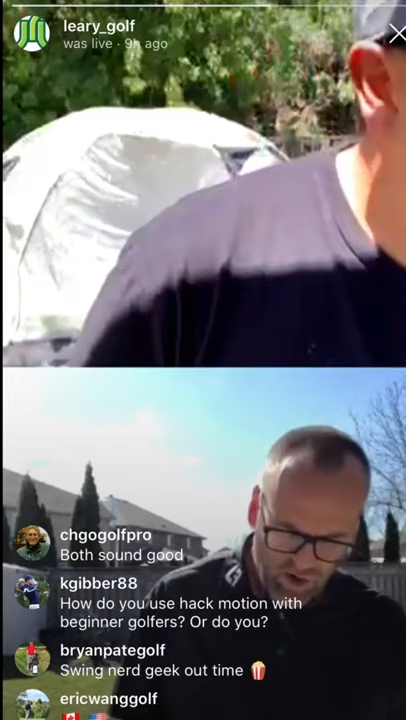 leary_golf
was live · 9h ago
chgogolfpro
Both sound good
kgibber88
How do you use hack motion with
beginner golfers? Or do you?
bryanpategolf
Swing nerd geek out time 🍿
ericwanggolf
🇨🇦 🇺🇸